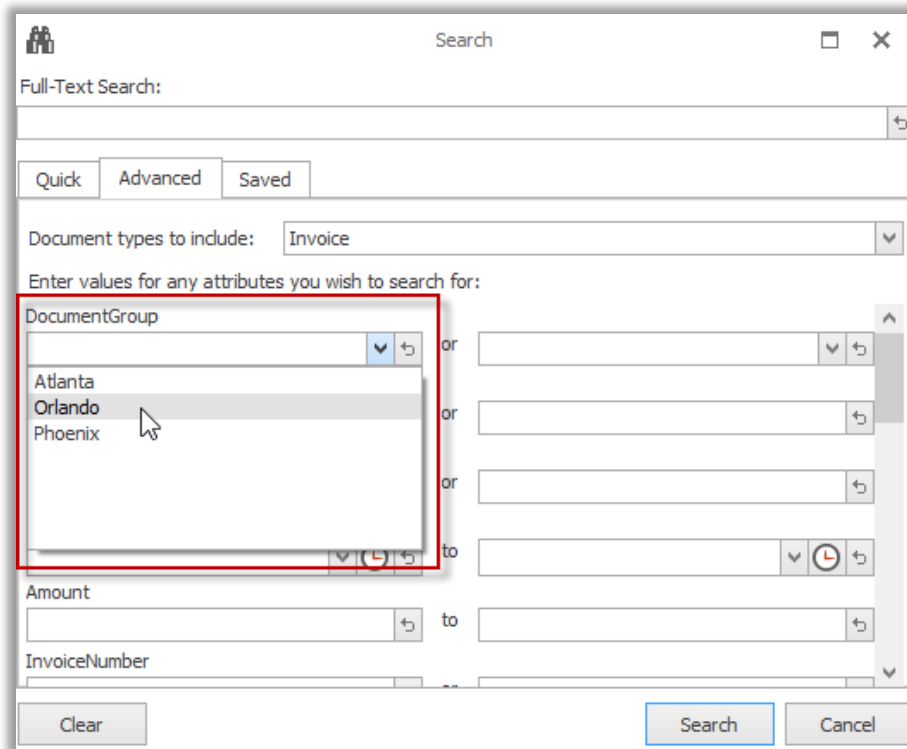 Search
Full-Text Search:
Quick Advanced Saved
Document types to include: Invoice
Enter values for any attributes you wish to search for:
DocumentGroup
or
Atlanta
Orlando
or
Phoenix
or
to
Amount
to
InvoiceNumber
Clear Search Cancel